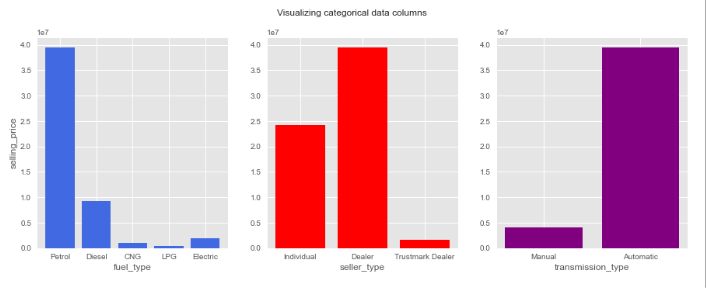 Visualizing categorical data columns
1e7
4.0
3.5
3.0
2.5
2.0
1.5
1.0
0.5
0.0
selling_price
Petrol Diesel CNG LPG Electric
fuel_type
1e7
4.0
3.5
3.0
2.5
2.0
1.5
1.0
0.5
0.0
Individual Dealer Trustmark Dealer
seller_type
1e7
4.0
3.5
3.0
2.5
2.0
1.5
1.0
0.5
0.0
Manual Automatic
transmission_type